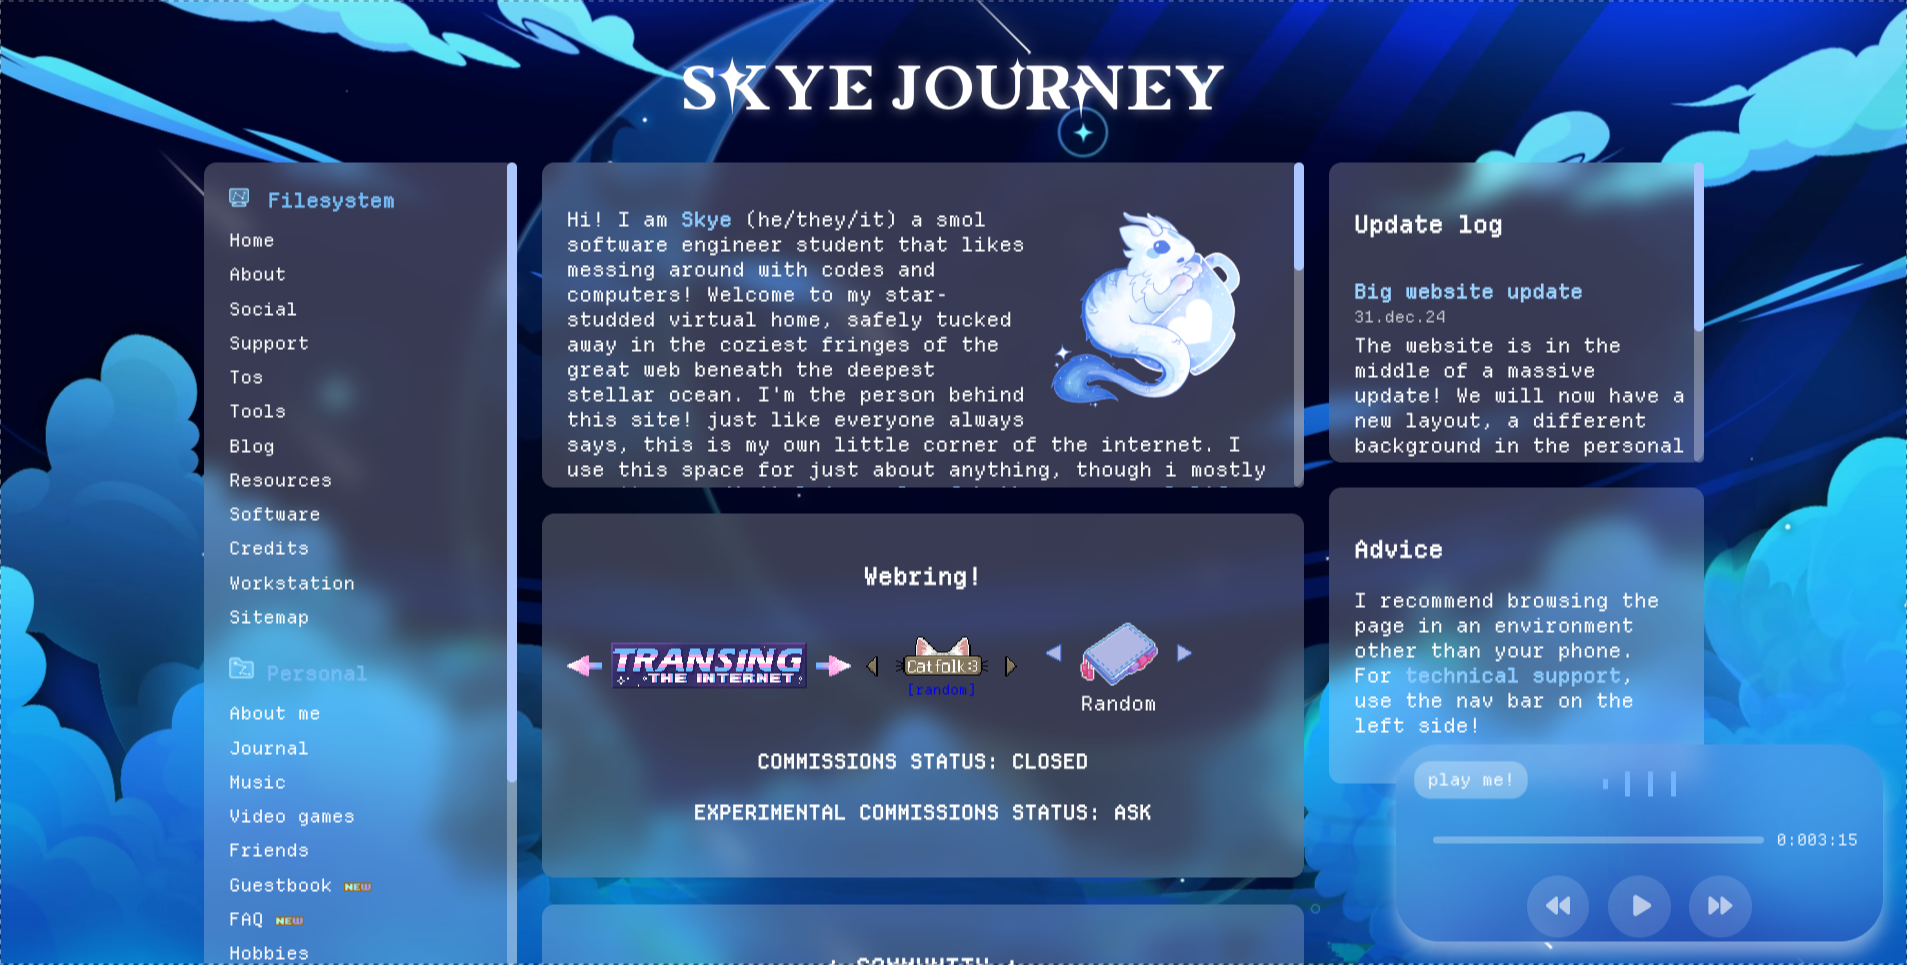 SKYE JOURNEY
Filesystem
Home
About
Social
Support
Tos
Tools
Blog
Resources
Software
Credits
Workstation
Sitemap
Personal
About me
Journal
Music
Video games
Friends
Guestbook NEW
FAQ NEW
Hobbies
Hi! I am Skye (he/they/it) a smol
software engineer student that likes
messing around with codes and
computers! Welcome to my star-
studded virtual home, safely tucked
away in the coziest fringes of the
great web beneath the deepest
stellar ocean. I'm the person behind
this site! just like everyone always
says, this is my own little corner of the internet. I
use this space for just about anything, though i mostly
Webring!
TRANSING
THE INTERNET
Catfolk:3
[random]
Random
COMMISSIONS STATUS: CLOSED
EXPERIMENTAL COMMISSIONS STATUS: ASK
COMMUNITY
Update log
Big website update
31.dec.24
The website is in the
middle of a massive
update! We will now have a
new layout, a different
background in the personal
Advice
I recommend browsing the
page in an environment
other than your phone.
For technical support,
use the nav bar on the
left side!
play me!
0:003:15